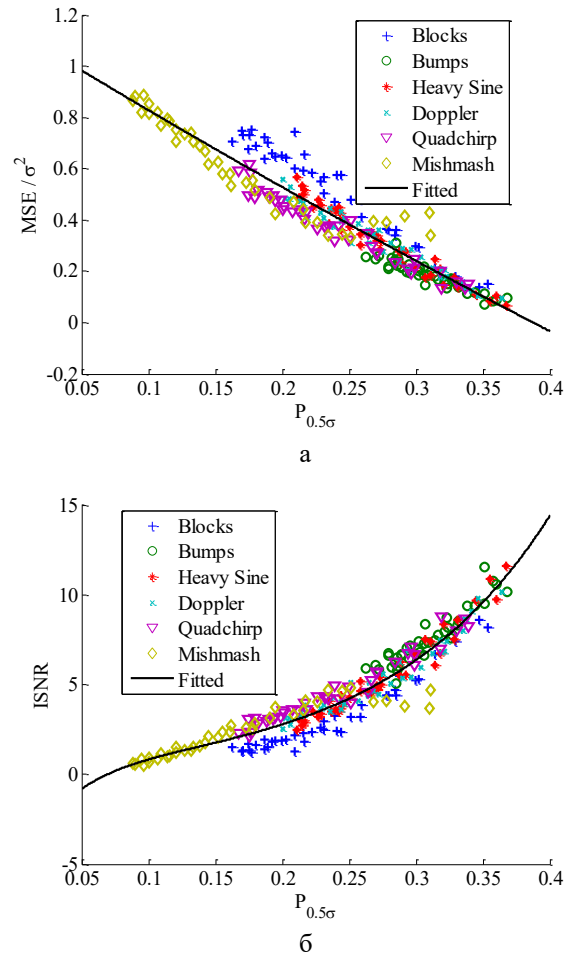 1.2
1
0.8
0.6
0.4
0.2
0
-0.2
MSE / σ²
Blocks
Bumps
Heavy Sine
Doppler
Quadchirp
Mishmash
Fitted
0.05 0.1 0.15 0.2 0.25 0.3 0.35 0.4
P0.5σ
а
15
10
5
0
-5
ISNR
Blocks
Bumps
Heavy Sine
Doppler
Quadchirp
Mishmash
Fitted
0.05 0.1 0.15 0.2 0.25 0.3 0.35 0.4
P0.5σ
б